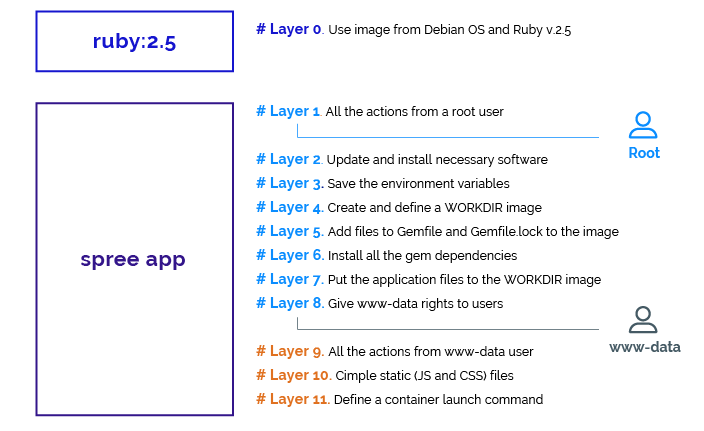 ruby:2.5
# Layer 0. Use image from Debian OS and Ruby v.2.5
# Layer 1. All the actions from a root user
Root
# Layer 2. Update and install necessary software
# Layer 3. Save the environment variables
# Layer 4. Create and define a WORKDIR image
# Layer 5. Add files to Gemfile and Gemfile.lock to the image
spree app
# Layer 6. Install all the gem dependencies
# Layer 7. Put the application files to the WORKDIR image
# Layer 8. Give www-data rights to users
www-data
# Layer 9. All the actions from www-data user
# Layer 10. Cimple static (JS and CSS) files
# Layer 11. Define a container launch command